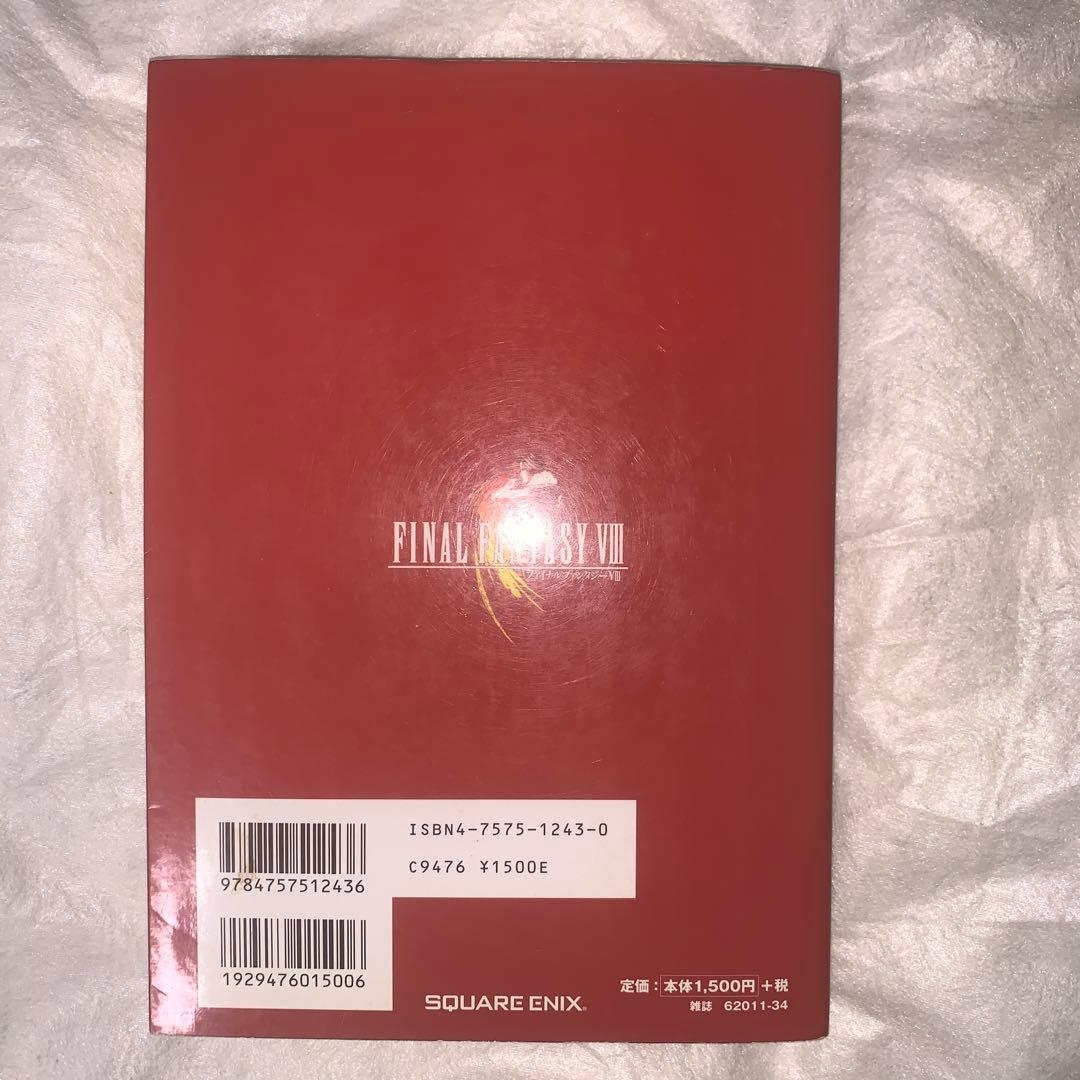 FINAL FANTASY VIII
ファイナルファンタジーVIII
ISBN4-7575-1243-0
C9476 ¥1500E
9784757512436
1929476015006
定価：本体1,500円+税
雑誌 62011-34
SQUARE ENIX®